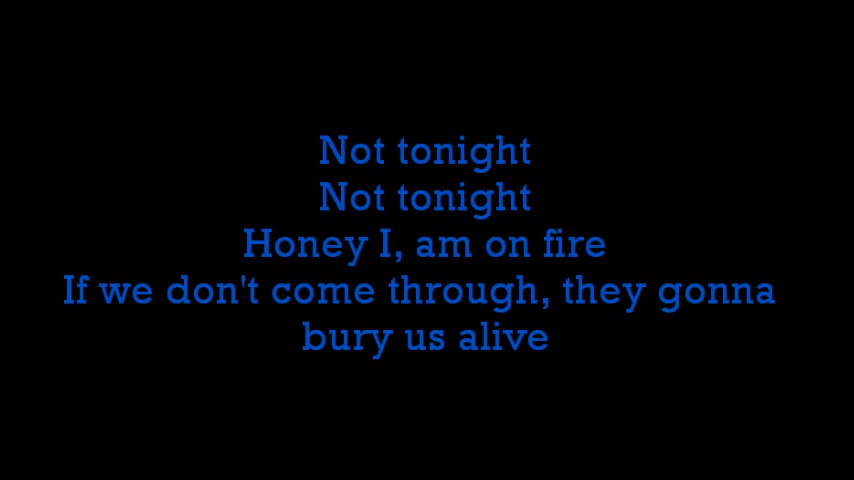 Not tonight
Not tonight
Honey I, am on fire
If we don't come through, they gonna
bury us alive